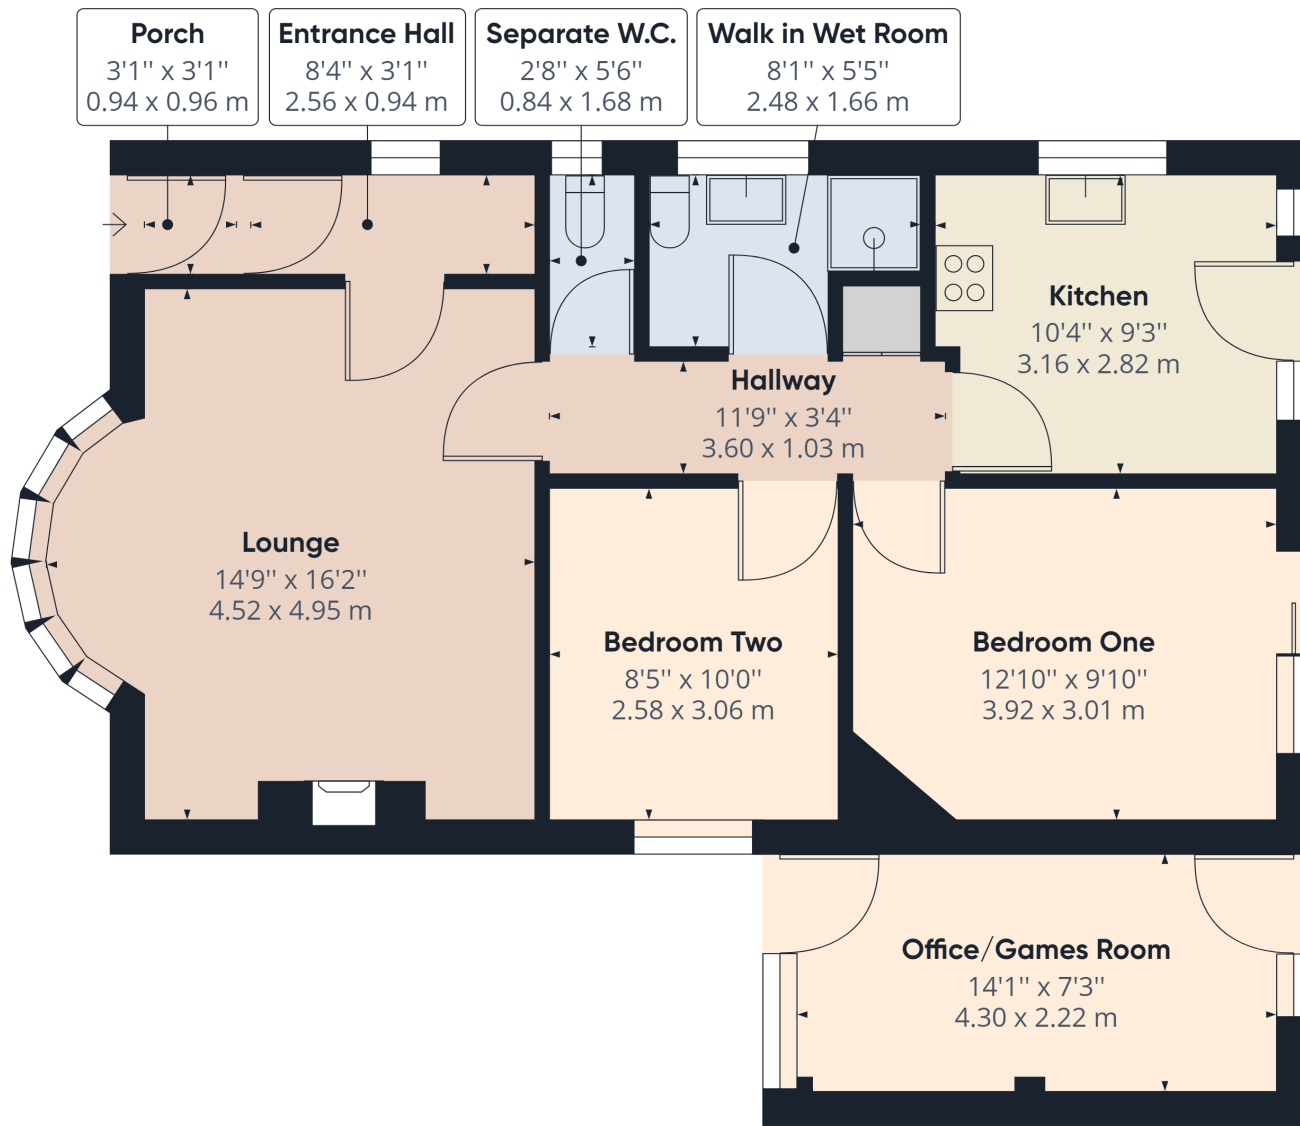 Porch
3'1'' x 3'1''
0.94 x 0.96 m
Entrance Hall
8'4'' x 3'1''
2.56 x 0.94 m
Separate W.C.
2'8'' x 5'6''
0.84 x 1.68 m
Walk in Wet Room
8'1'' x 5'5''
2.48 x 1.66 m
Kitchen
10'4'' x 9'3''
3.16 x 2.82 m
Hallway
11'9'' x 3'4''
3.60 x 1.03 m
Lounge
14'9'' x 16'2''
4.52 x 4.95 m
Bedroom Two
8'5'' x 10'0''
2.58 x 3.06 m
Bedroom One
12'10'' x 9'10''
3.92 x 3.01 m
Office/Games Room
14'1'' x 7'3''
4.30 x 2.22 m